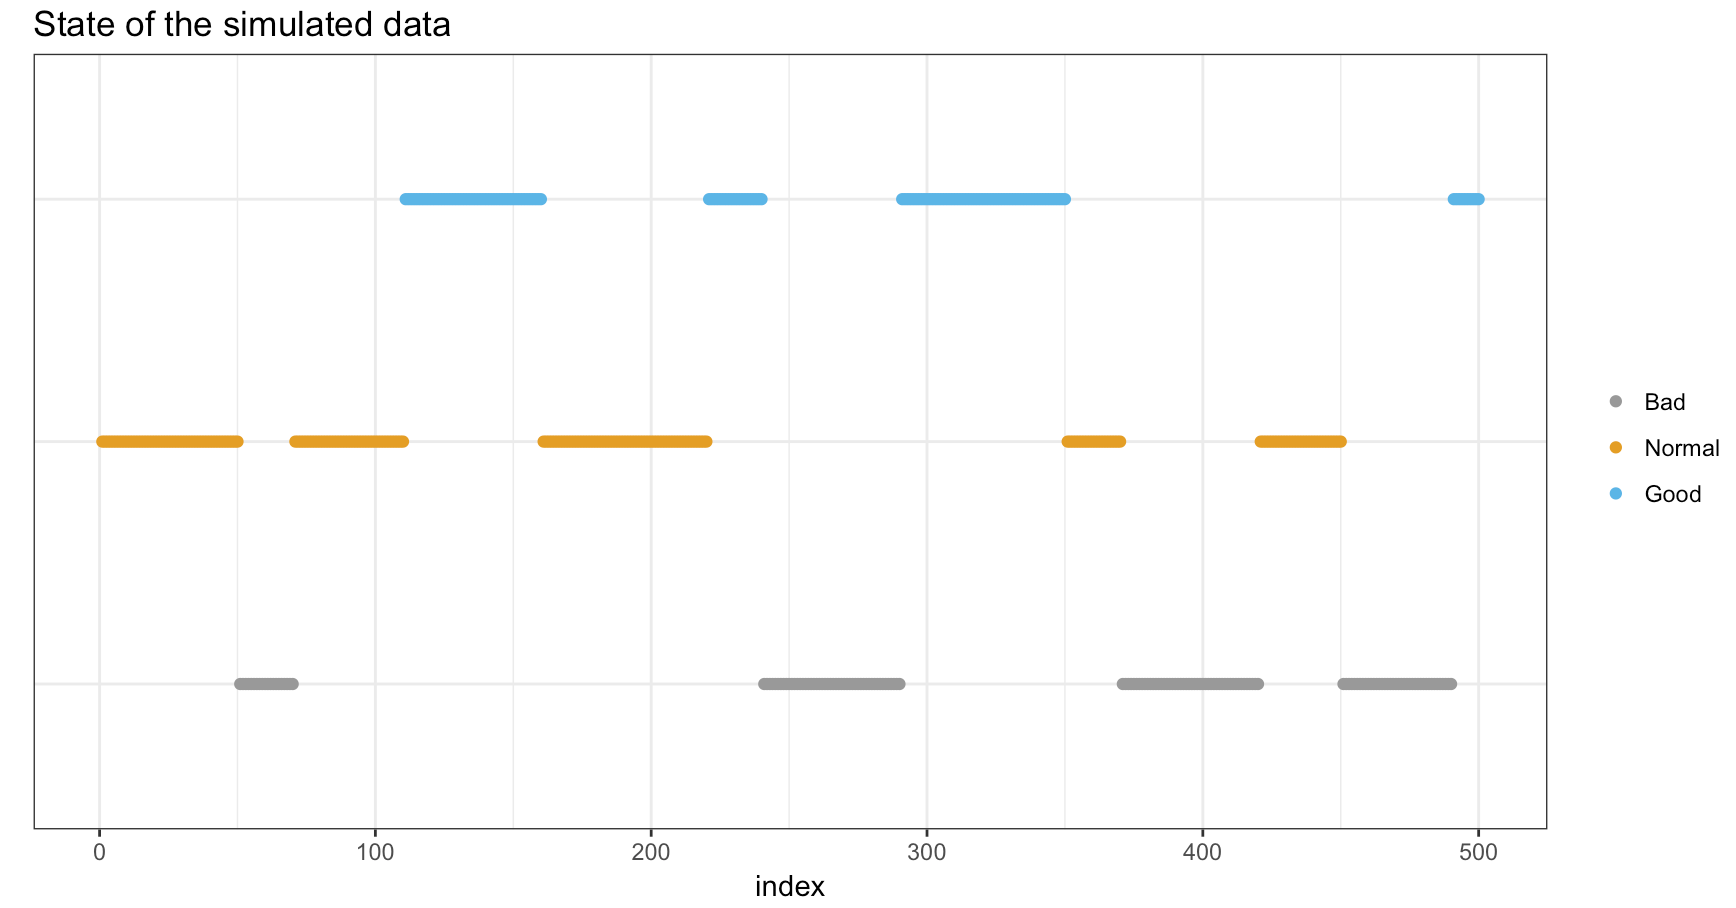 State of the simulated data
Bad
Normal
Good
0 100 200 300 400 500
index